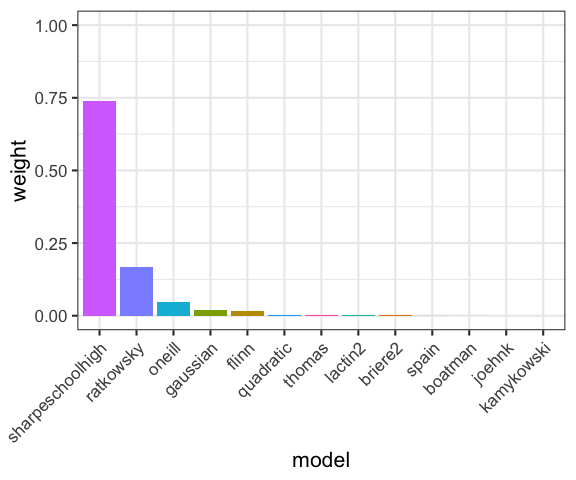 1.00
0.75
0.50
0.25
0.00
weight
sharpeschoolhigh
ratkowsky
oneill
gaussian
flinn
quadratic
thomas
lactin2
briere2
spain
boatman
joehnk
kamykowski
model